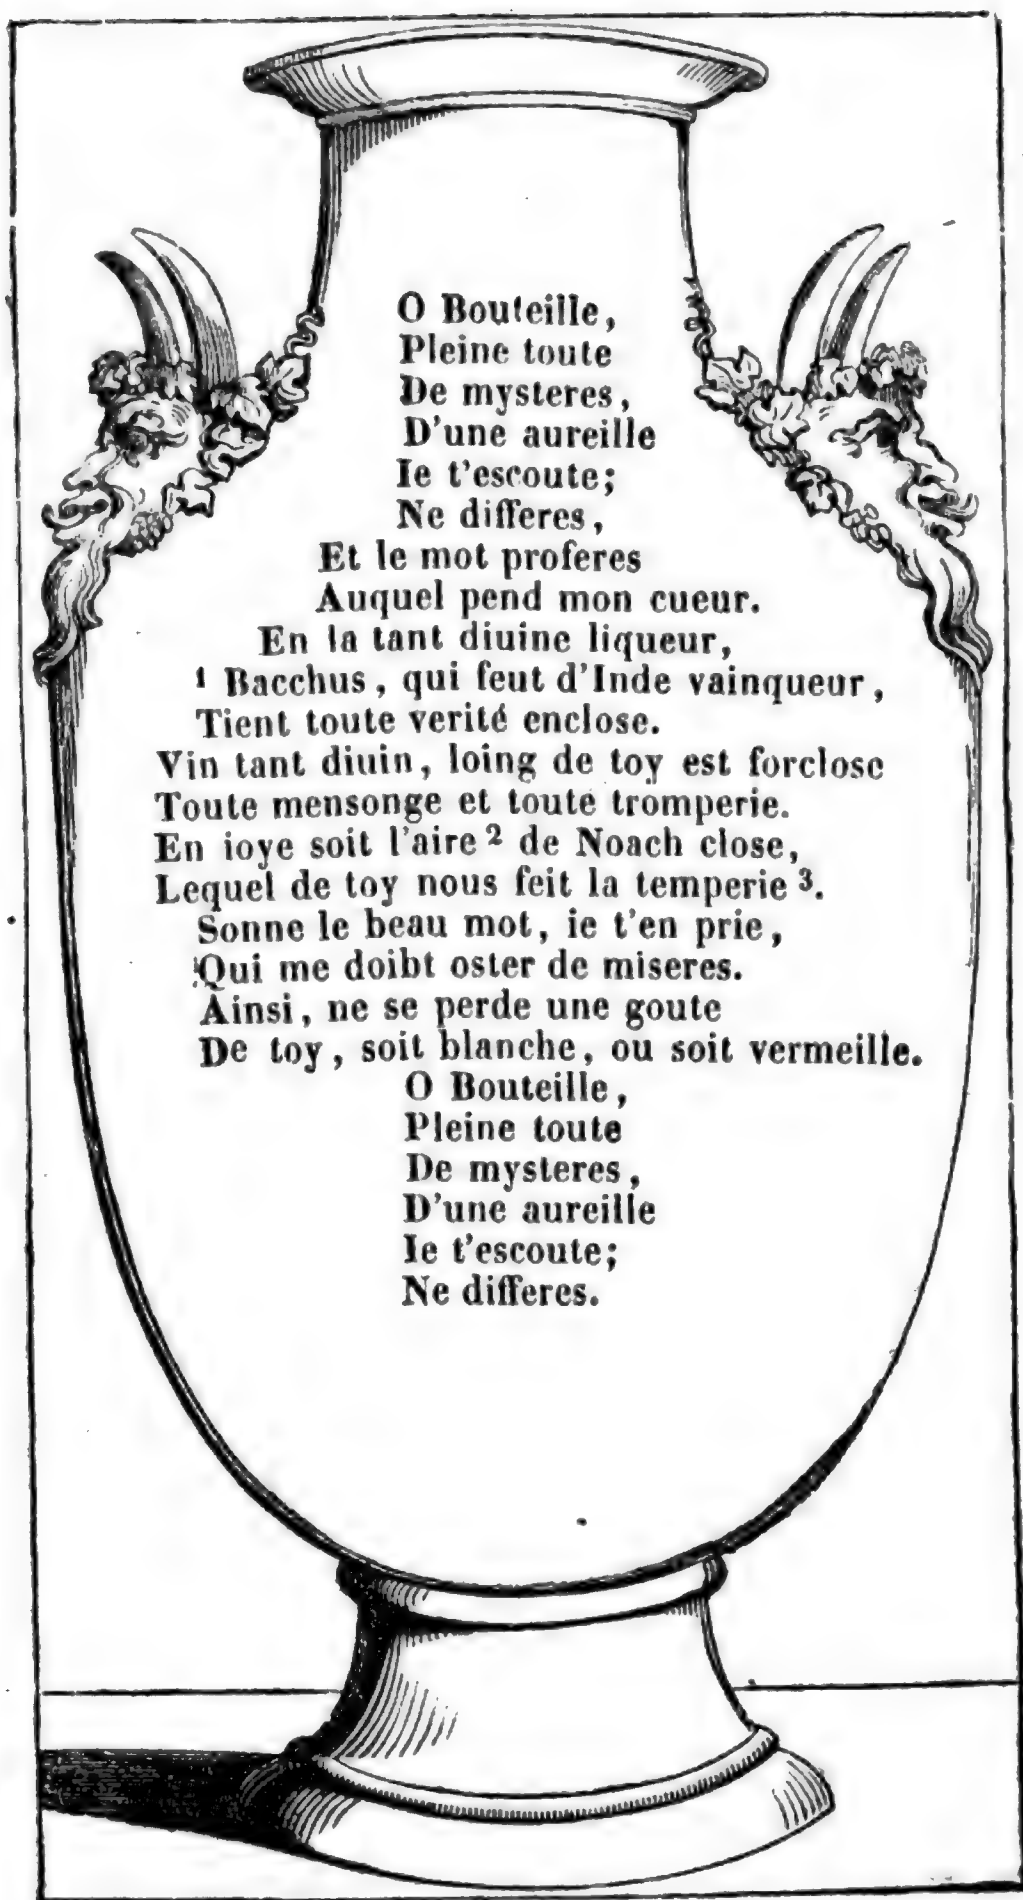 O Bouteille,
Pleine toute
De mysteres,
D'une aureille
Ie t'escoute;
Ne differes,
Et le mot proferes
Auquel pend mon cueur.
En la tant diuine liqueur,
¹ Bacchus, qui feut d'Inde vainqueur,
Tient toute verité enclose.
Vin tant diuin, loing de toy est forclose
Toute mensonge et toute tromperie.
En ioye soit l'aire ² de Noach close,
Lequel de toy nous feit la temperie ³.
Sonne le beau mot, ie t'en prie,
Qui me doibt oster de miseres.
Ainsi, ne se perde une goute
De toy, soit blanche, ou soit vermeille.
O Bouteille,
Pleine toute
De mysteres,
D'une aureille
Ie t'escoute;
Ne differes.